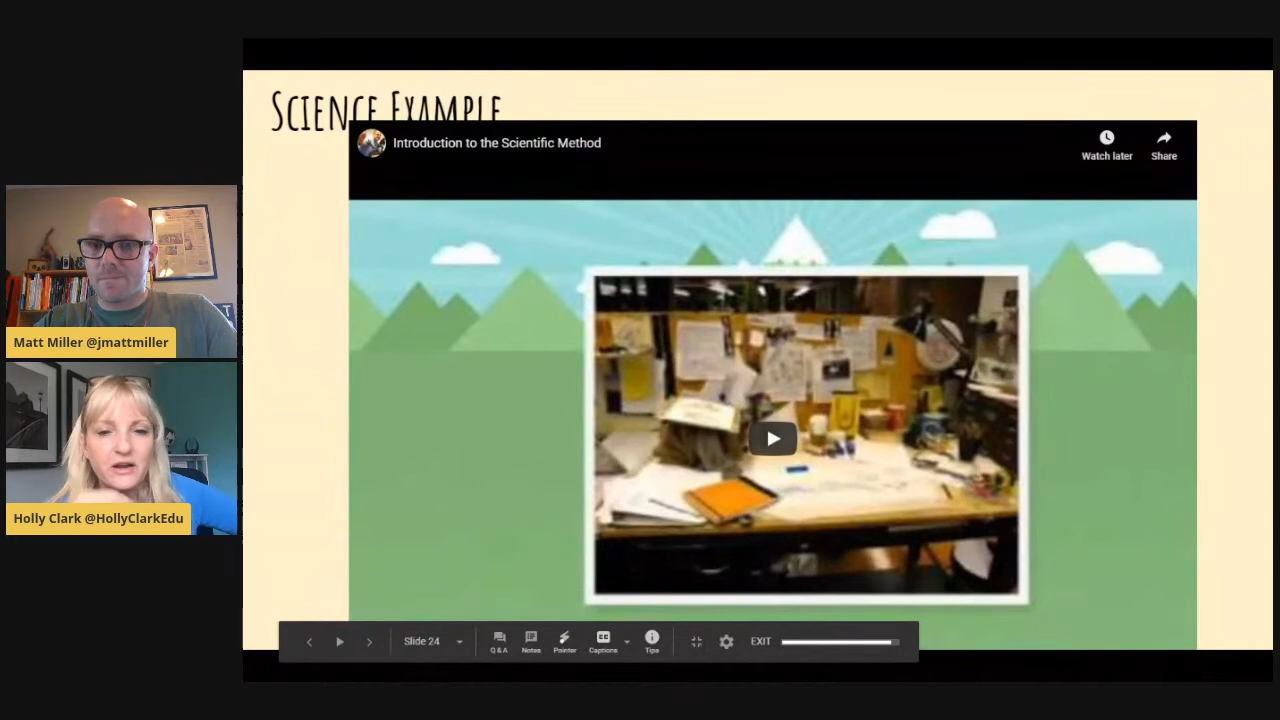 Science Example
Introduction to the Scientific Method
Watch later
Share
Matt Miller @jmattmiller
Holly Clark @HollyClarkEdu
Slide 24
Q & A
Notes
Pointer
CC
Captions
Tips
EXIT